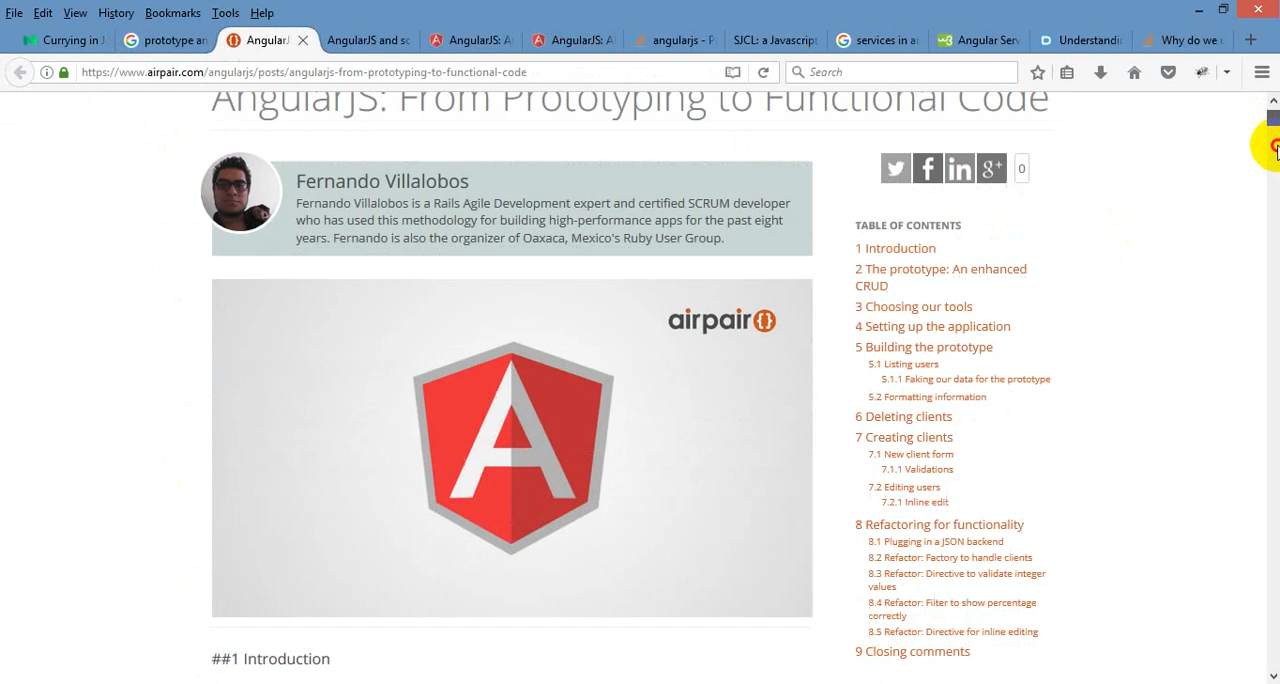 File Edit View History Bookmarks Tools Help
Currying in J
prototype an
AngularJ
AngularJS and sc
AngularJS: A
AngularJS: A
angularjs - P
SJCL: a Javascript
services in a
Angular Serv
Understandi
Why do we
https://www.airpair.com/angularjs/posts/angularjs-from-prototyping-to-functional-code
Search
AngularJS: From Prototyping to Functional Code
Fernando Villalobos
Fernando Villalobos is a Rails Agile Development expert and certified SCRUM developer
who has used this methodology for building high-performance apps for the past eight
years. Fernando is also the organizer of Oaxaca, Mexico's Ruby User Group.
0
airpair
A
##1 Introduction
TABLE OF CONTENTS
1 Introduction
2 The prototype: An enhanced
CRUD
3 Choosing our tools
4 Setting up the application
5 Building the prototype
5.1 Listing users
5.1.1 Faking our data for the prototype
5.2 Formatting information
6 Deleting clients
7 Creating clients
7.1 New client form
7.1.1 Validations
7.2 Editing users
7.2.1 Inline edit
8 Refactoring for functionality
8.1 Plugging in a JSON backend
8.2 Refactor: Factory to handle clients
8.3 Refactor: Directive to validate integer
values
8.4 Refactor: Filter to show percentage
correctly
8.5 Refactor: Directive for inline editing
9 Closing comments